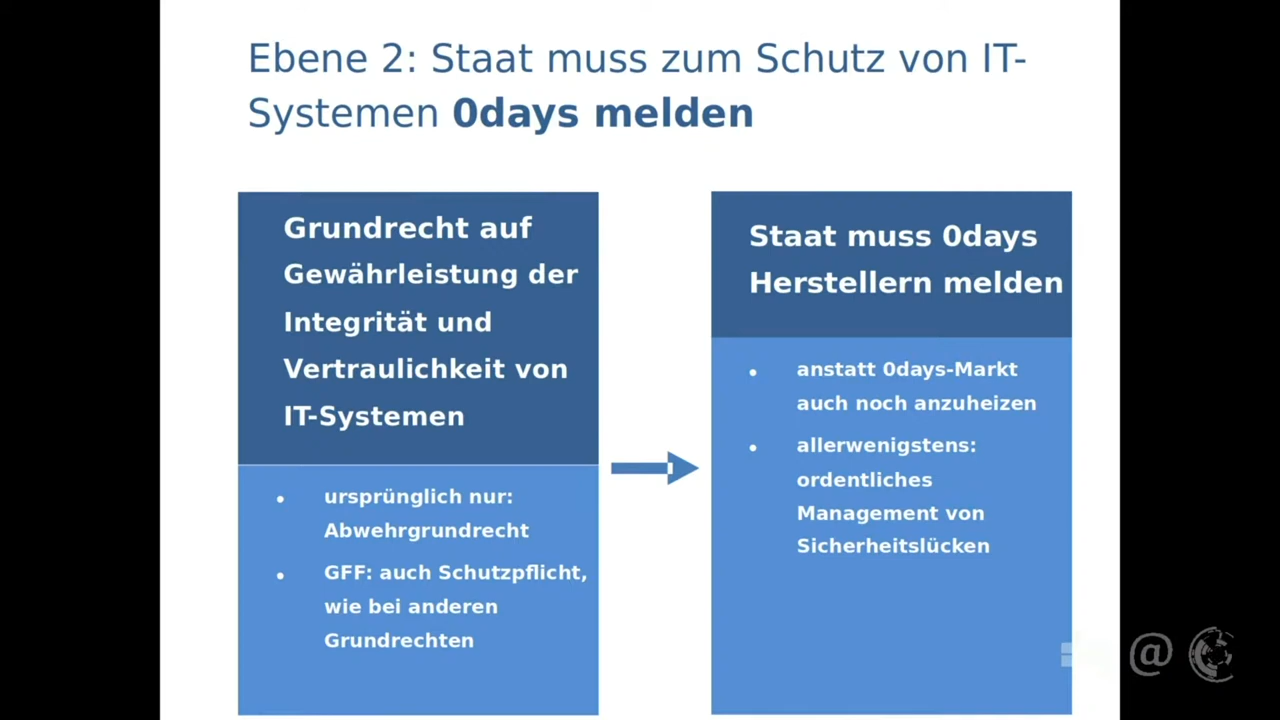 Ebene 2: Staat muss zum Schutz von IT-
Systemen 0days melden
Grundrecht auf
Gewährleistung der
Integrität und
Vertraulichkeit von
IT-Systemen
• ursprünglich nur:
Abwehrgrundrecht
• GFF: auch Schutzpflicht,
wie bei anderen
Grundrechten
Staat muss 0days
Herstellern melden
• anstatt 0days-Markt
auch noch anzuheizen
• allerwenigstens:
ordentliches
Management von
Sicherheitslücken
@